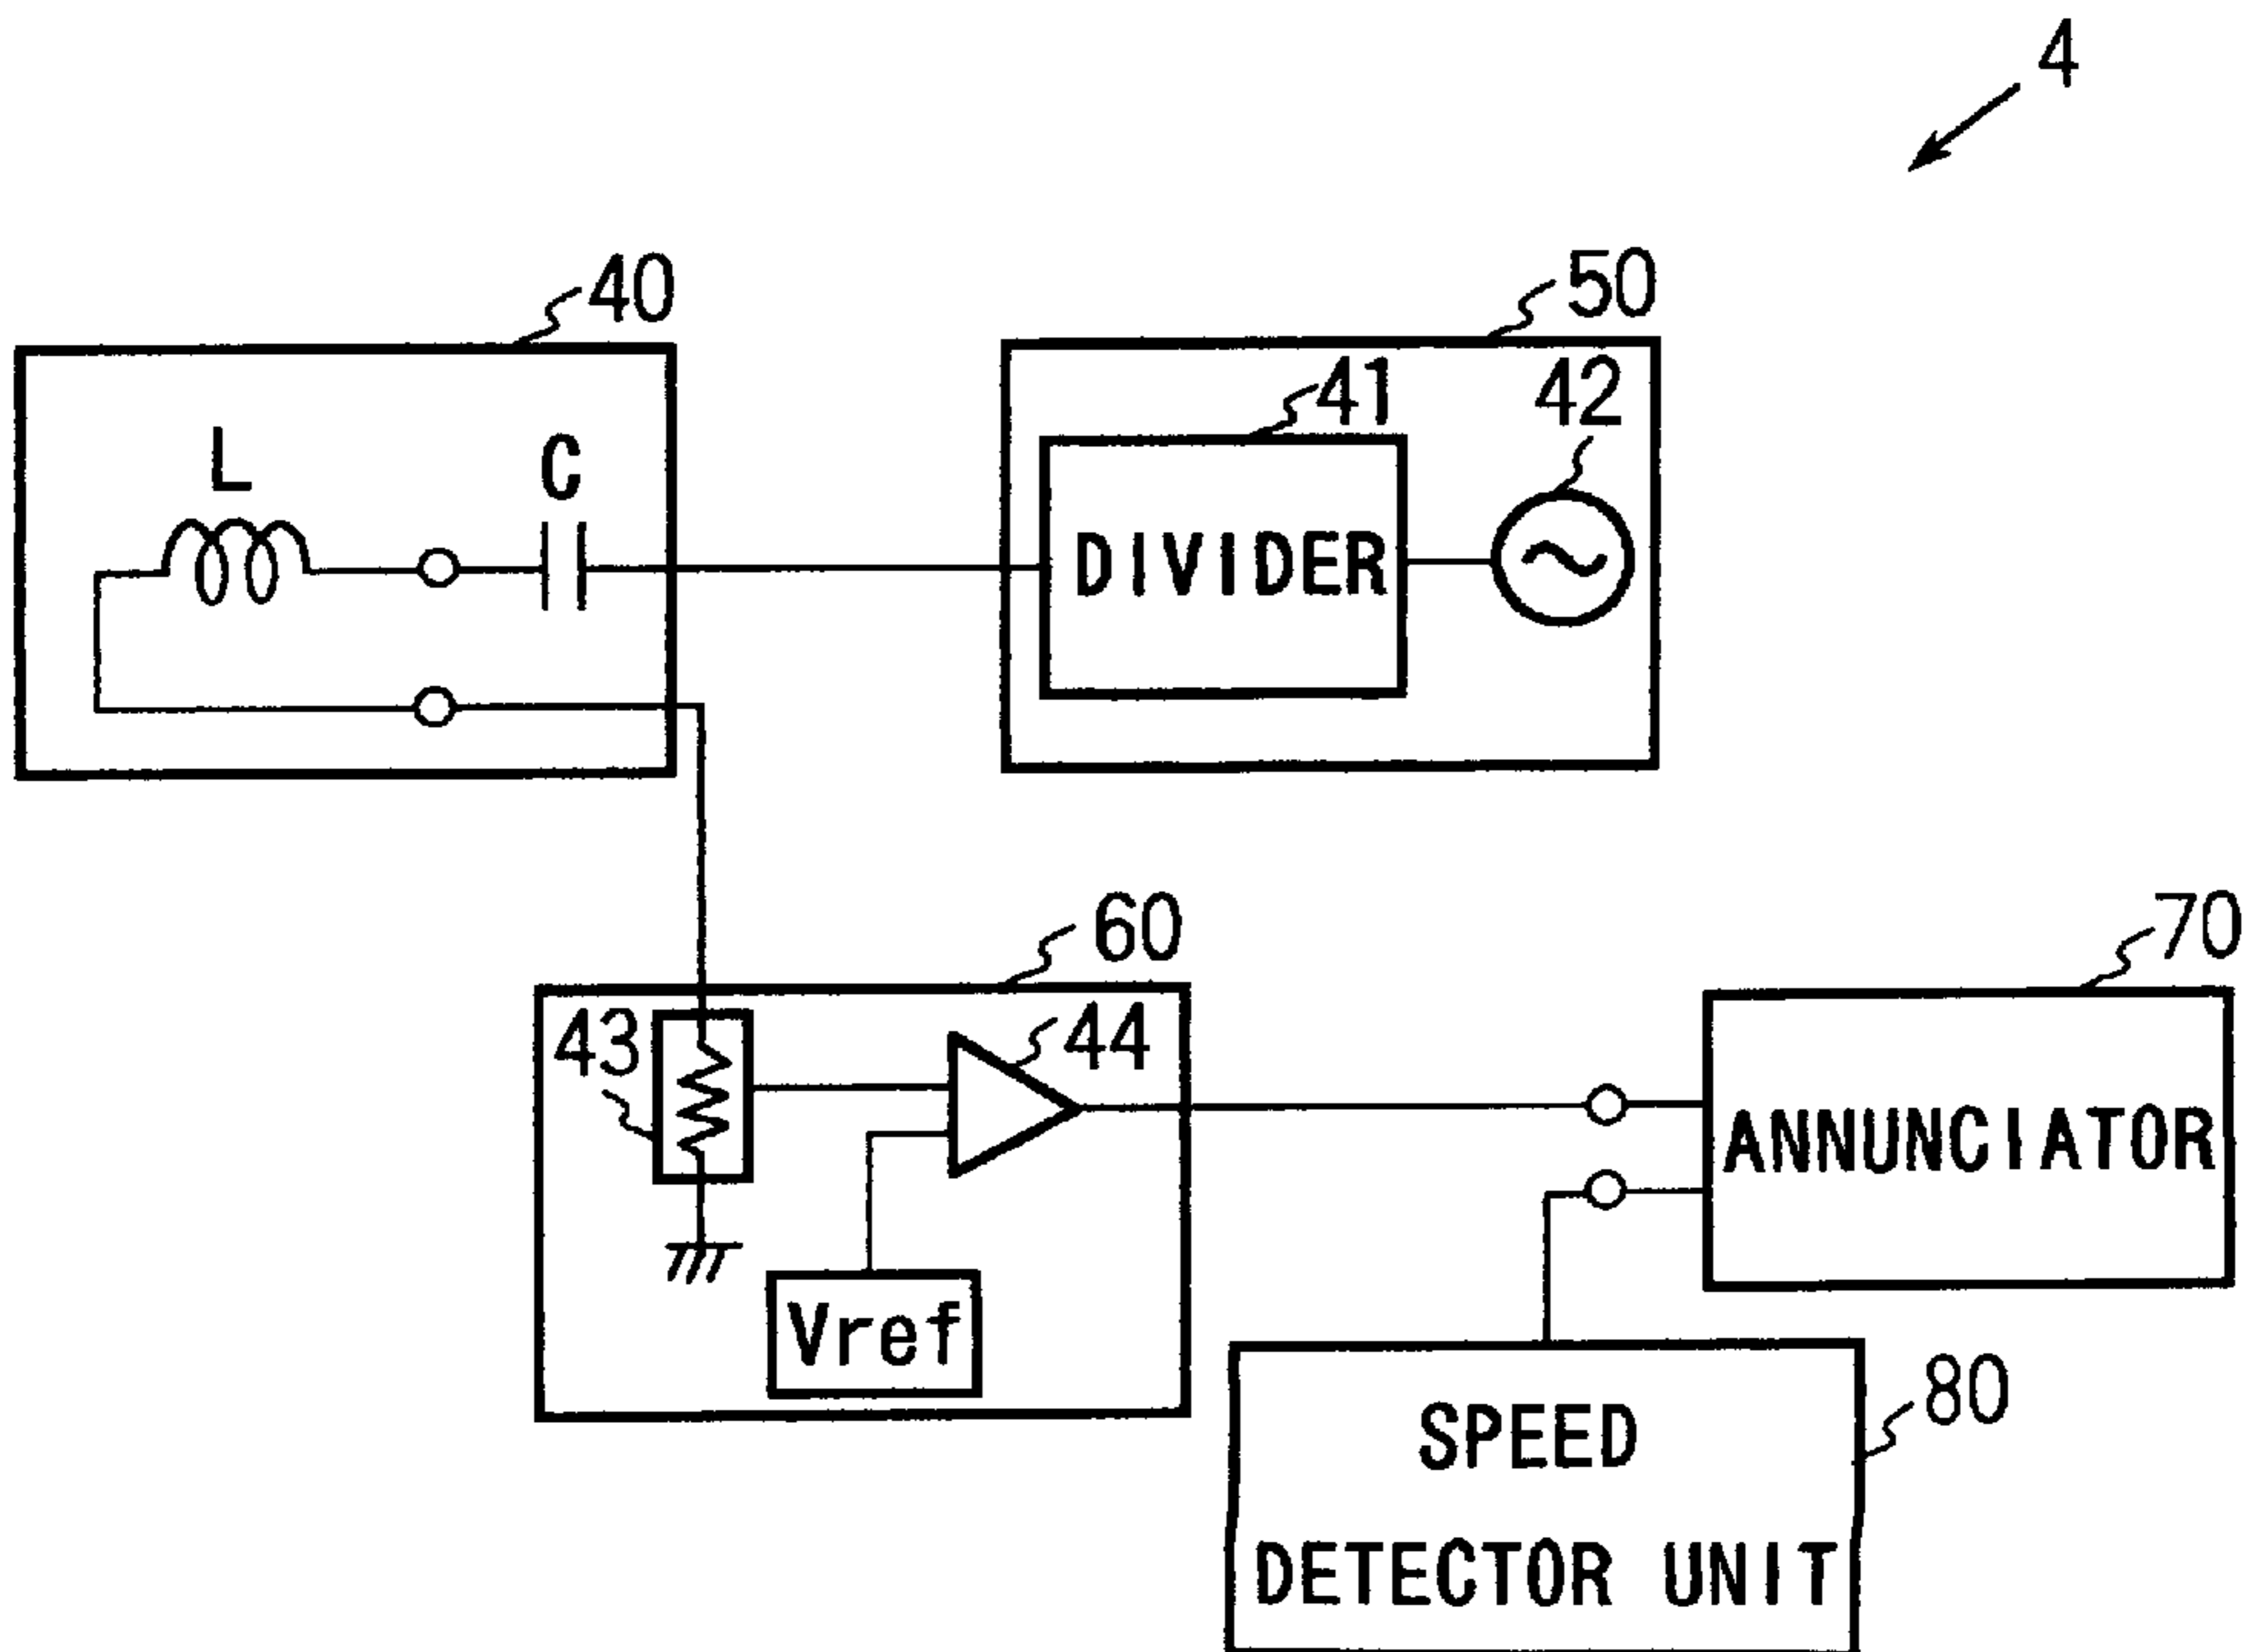 4
40
50
41
42
L
C
DIVIDER
60
70
43
44
ANNUNCIATOR
Vref
80
SPEED
DETECTOR UNIT